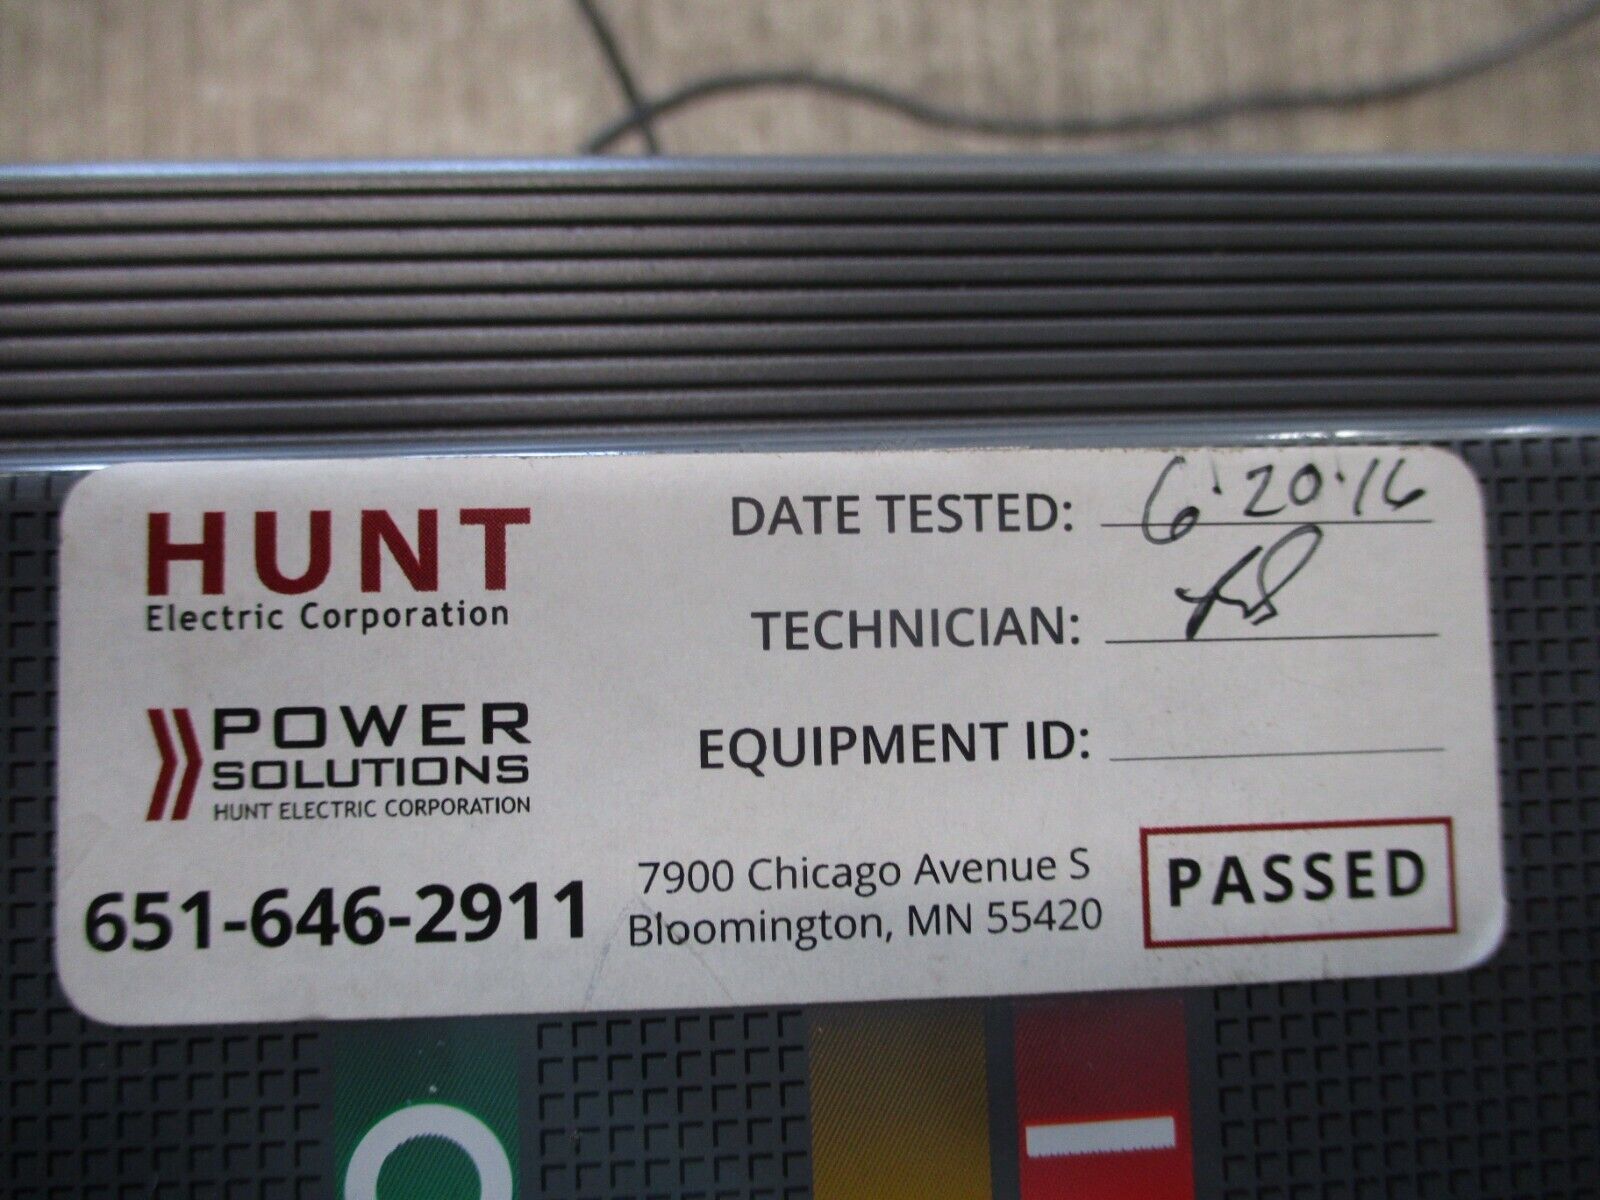 HUNT
Electric Corporation
POWER
SOLUTIONS
HUNT ELECTRIC CORPORATION
651-646-2911
DATE TESTED: 6·20·16
TECHNICIAN:
EQUIPMENT ID:
7900 Chicago Avenue S
Bloomington, MN 55420
PASSED